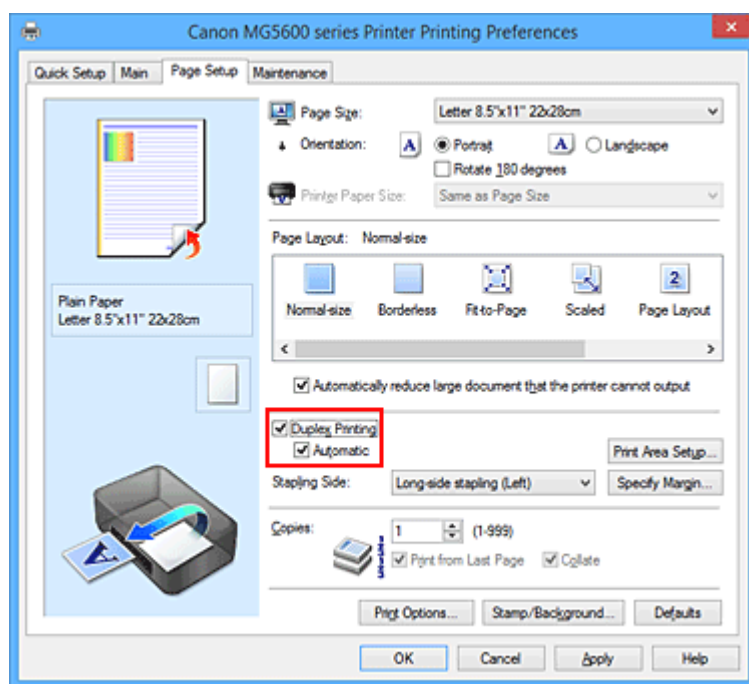 Canon MG5600 series Printer Printing Preferences
Quick Setup Main Page Setup Maintenance
Page Size: Letter 8.5"x11" 22x28cm
Orientation: A Portrait A Landscape
Rotate 180 degrees
Printer Paper Size: Same as Page Size
Page Layout: Normal-size
2
Normal-size Borderless Fit-to-Page Scaled Page Layout
Plain Paper
Letter 8.5"x11" 22x28cm
Automatically reduce large document that the printer cannot output
Duplex Printing
Automatic
Print Area Setup...
Stapling Side: Long-side stapling (Left) Specify Margin...
Copies: 1 (1-999)
Print from Last Page Collate
A
Print Options... Stamp/Background... Defaults
OK Cancel Apply Help